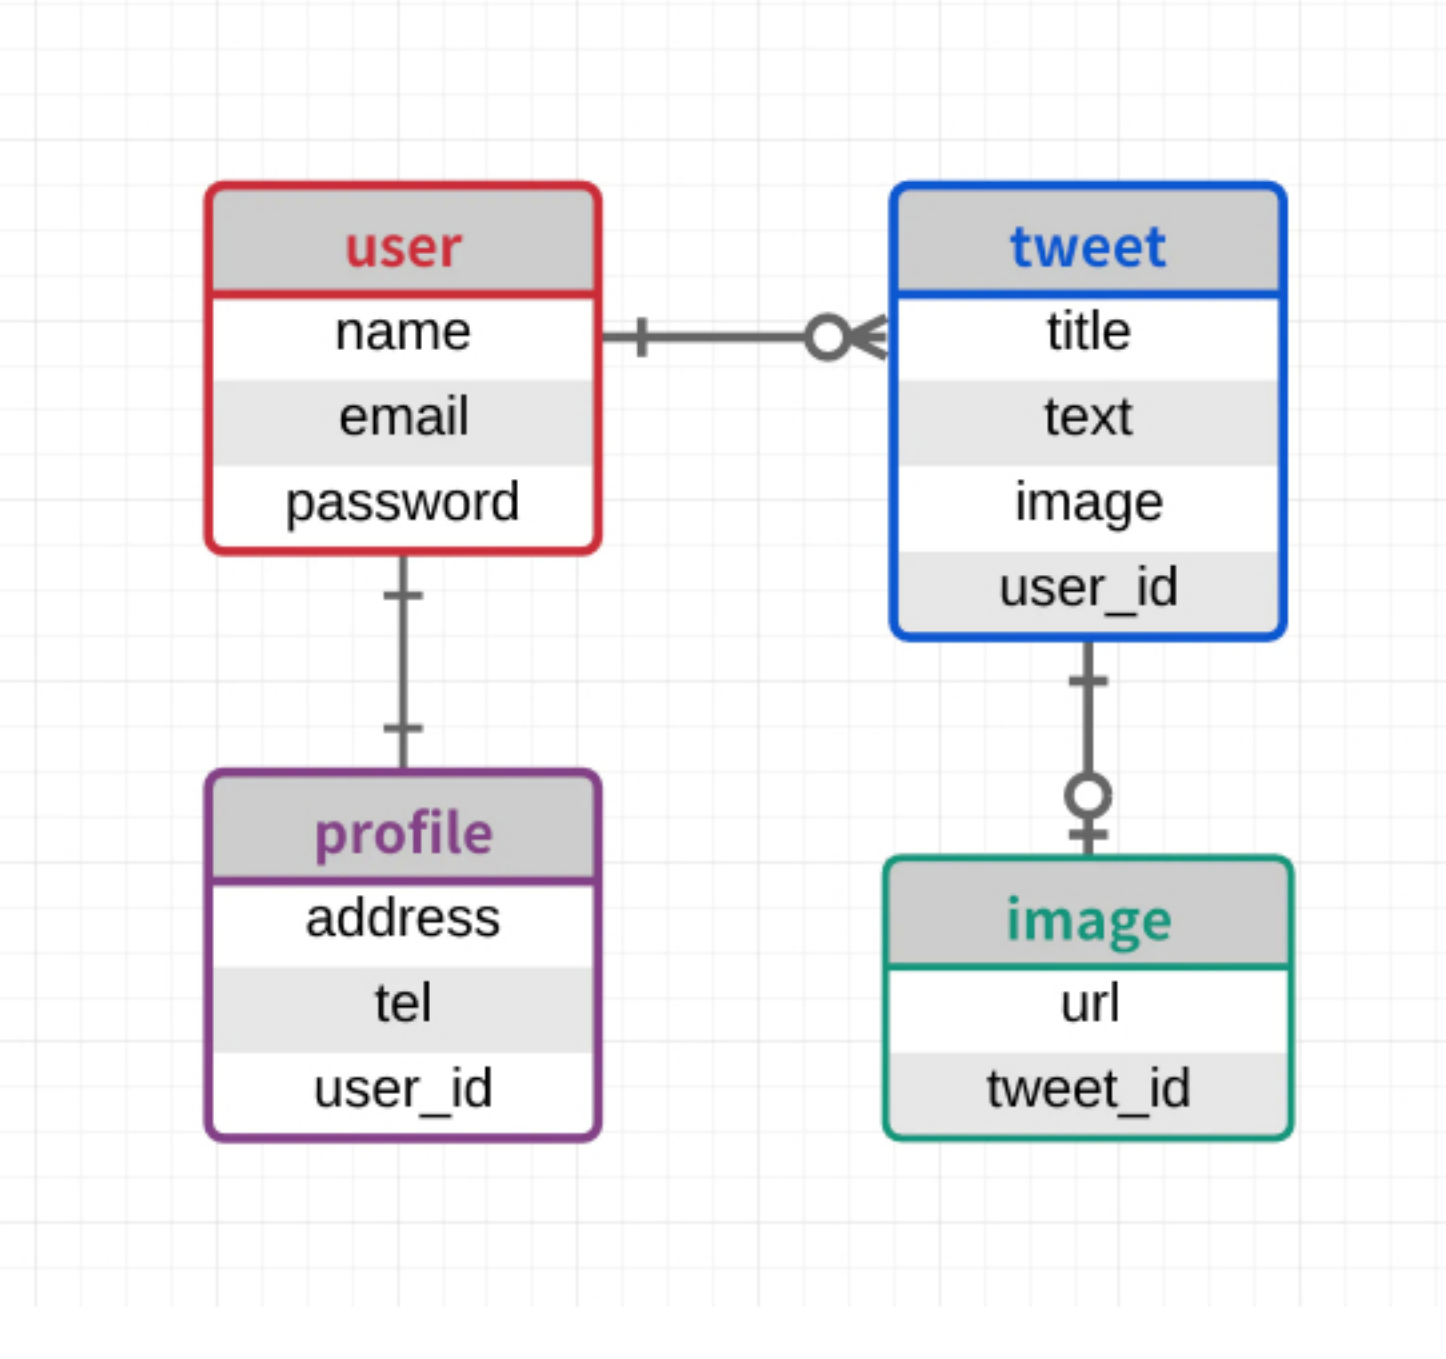 user
name
email
password
tweet
title
text
image
user_id
profile
address
tel
user_id
image
url
tweet_id